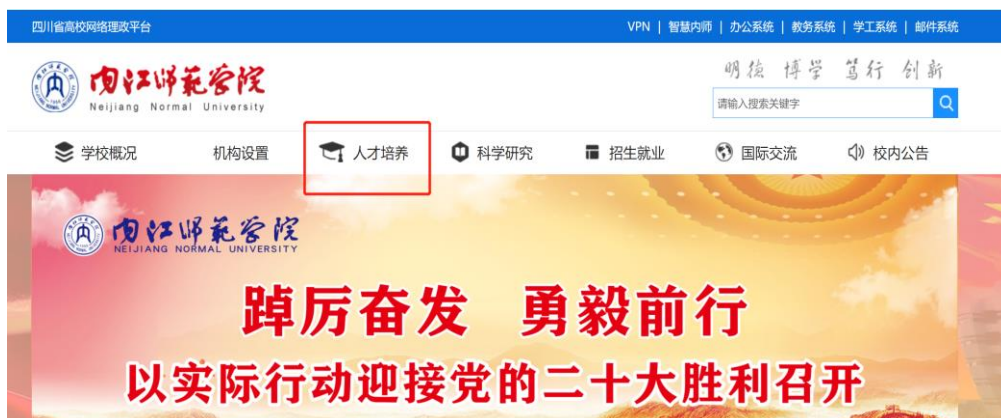 四川省高校网络理政平台 VPN | 智慧内师 | 办公系统 | 教务系统 | 学工系统 | 邮件系统
内江师范学院 明德 博学 笃行 创新
Neijiang Normal University 请输入搜索关键字
学校概况 机构设置 人才培养 科学研究 招生就业 国际交流 校内公告
内江师范学院
NEIJIANG NORMAL UNIVERSITY
踔厉奋发 勇毅前行
以实际行动迎接党的二十大胜利召开